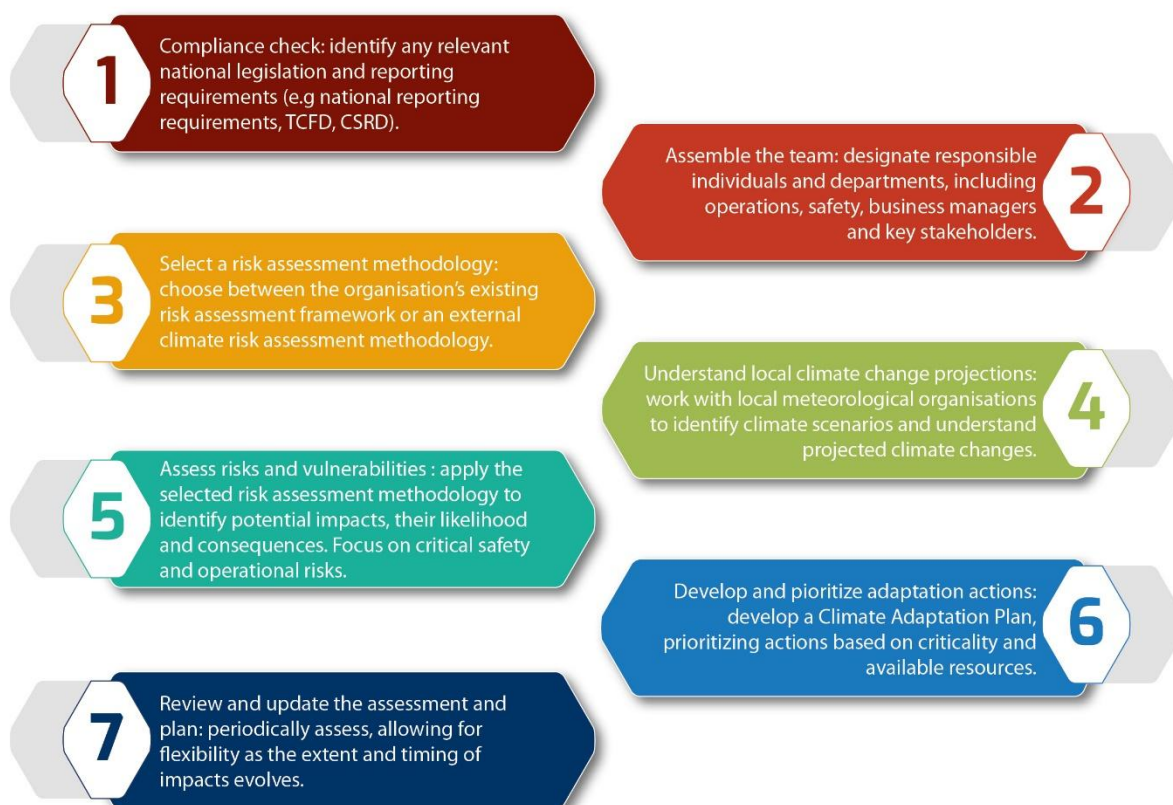 1
Compliance check: identify any relevant
national legislation and reporting
requirements (e.g national reporting
requirements, TCFD, CSRD).
Assemble the team: designate responsible
individuals and departments, including
operations, safety, business managers
and key stakeholders.
2
3
Select a risk assessment methodology:
choose between the organisation’s existing
risk assessment framework or an external
climate risk assessment methodology.
Understand local climate change projections:
work with local meteorological organisations
to identify climate scenarios and understand
projected climate changes.
4
5
Assess risks and vulnerabilities : apply the
selected risk assessment methodology to
identify potential impacts, their likelihood
and consequences. Focus on critical safety
and operational risks.
Develop and pioritize adaptation actions:
develop a Climate Adaptation Plan,
prioritizing actions based on criticality and
available resources.
6
7
Review and update the assessment and
plan: periodically assess, allowing for
flexibility as the extent and timing of
impacts evolves.